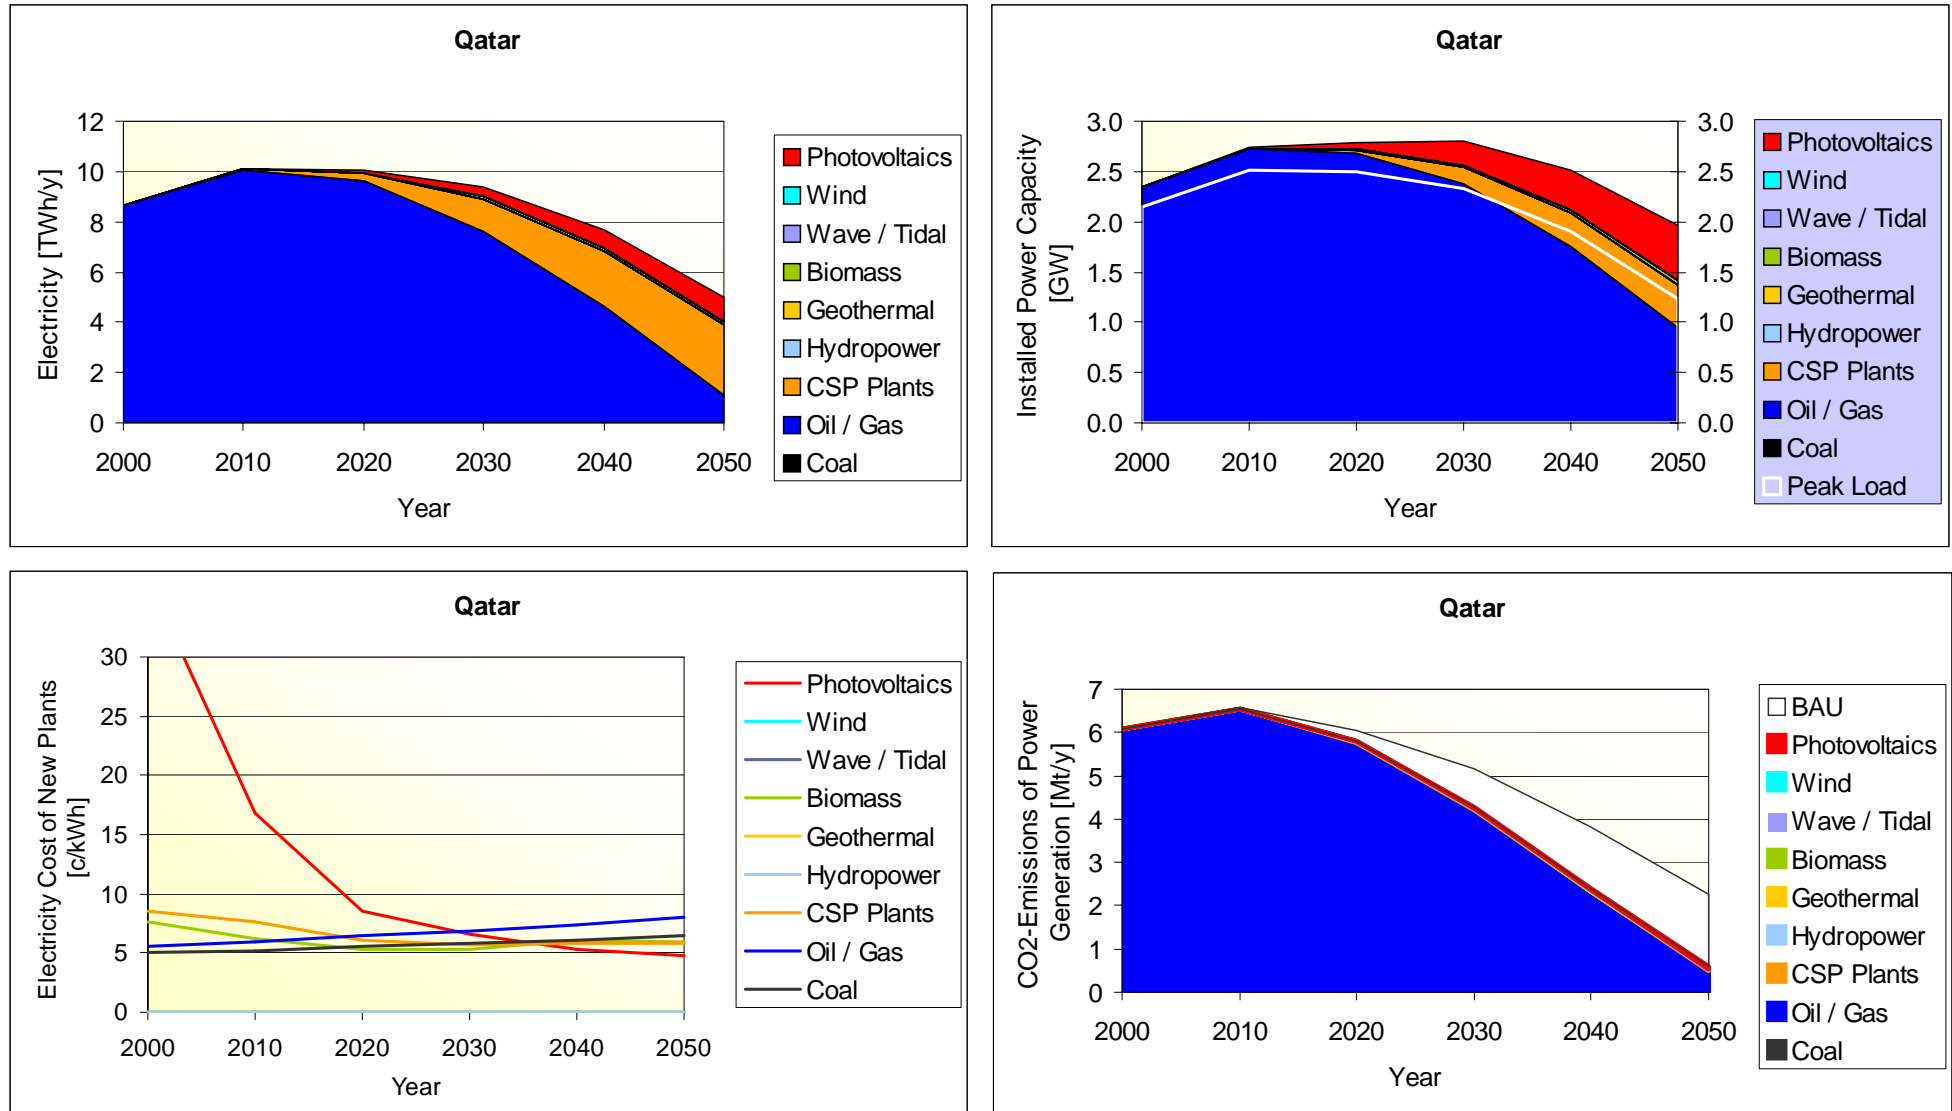 Qatar
Electricity [TWh/y]
12
10
8
6
4
2
0
2000 2010 2020 2030 2040 2050
Year
Photovoltaics
Wind
Wave / Tidal
Biomass
Geothermal
Hydropower
CSP Plants
Oil / Gas
Coal
Qatar
Installed Power Capacity
[GW]
3.0
2.5
2.0
1.5
1.0
0.5
0.0
3.0
2.5
2.0
1.5
1.0
0.5
0.0
2000 2010 2020 2030 2040 2050
Year
Photovoltaics
Wind
Wave / Tidal
Biomass
Geothermal
Hydropower
CSP Plants
Oil / Gas
Coal
Peak Load
Qatar
Electricity Cost of New Plants
[c/kWh]
30
25
20
15
10
5
0
2000 2010 2020 2030 2040 2050
Year
Photovoltaics
Wind
Wave / Tidal
Biomass
Geothermal
Hydropower
CSP Plants
Oil / Gas
Coal
Qatar
CO2-Emissions of Power
Generation [Mt/y]
7
6
5
4
3
2
1
0
2000 2010 2020 2030 2040 2050
Year
BAU
Photovoltaics
Wind
Wave / Tidal
Biomass
Geothermal
Hydropower
CSP Plants
Oil / Gas
Coal